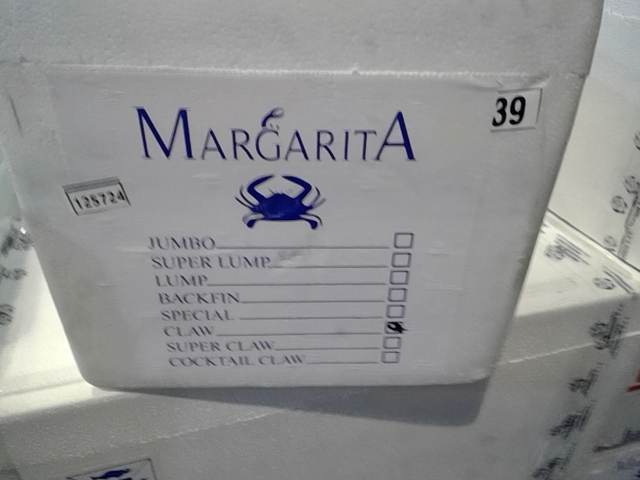 39
MARGARITA
125724
JUMBO
SUPER LUMP
LUMP
BACKFIN
SPECIAL
CLAW
SUPER CLAW
COCKTAIL CLAW